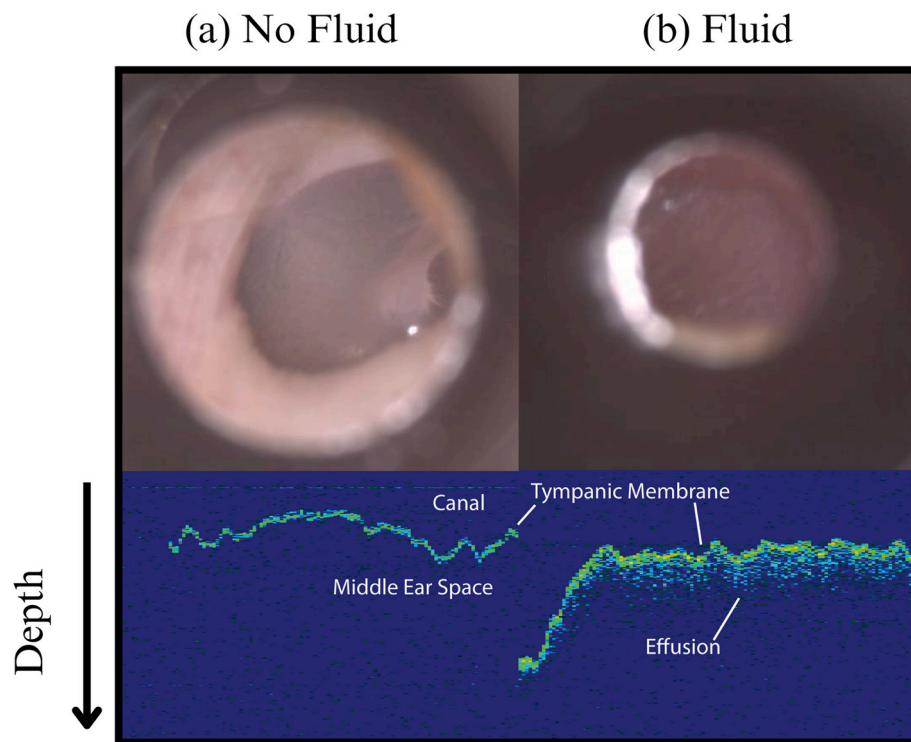 (a) No Fluid
(b) Fluid
Canal
Tympanic Membrane
Middle Ear Space
Effusion
Depth